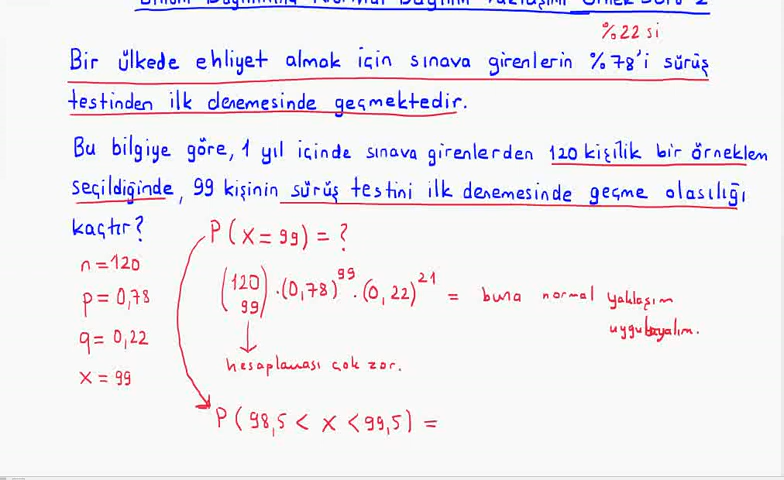 %22 si
Bir ülkede ehliyet almak için sınava girenlerin %78'i sürüş
testinden ilk denemesinde geçmektedir.
Bu bilgiye göre, 1 yıl içinde sınava girenlerden 120 kişilik bir örneklem
seçildiğinde, 99 kişinin sürüş testini ilk denemesinde geçme olasılığı
kaçtır?
P(x=99) = ?
n=120
(120 99) . (0,78)^99 . (0,22)^21 = buna normal yaklaşım
uygulayalım.
p=0,78
q=0,22
hesaplaması çok zor.
x=99
P(98,5 < x < 99,5) =